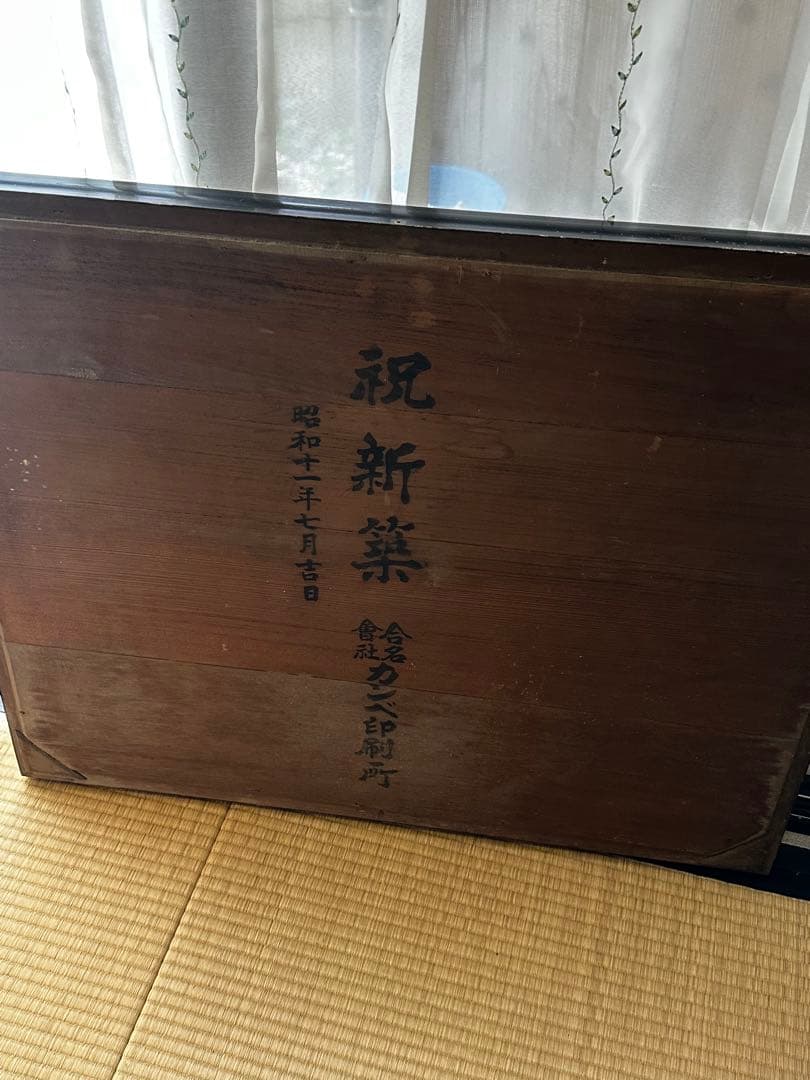 祝新築 合名會社カンベ印刷所
昭和十一年七月吉日